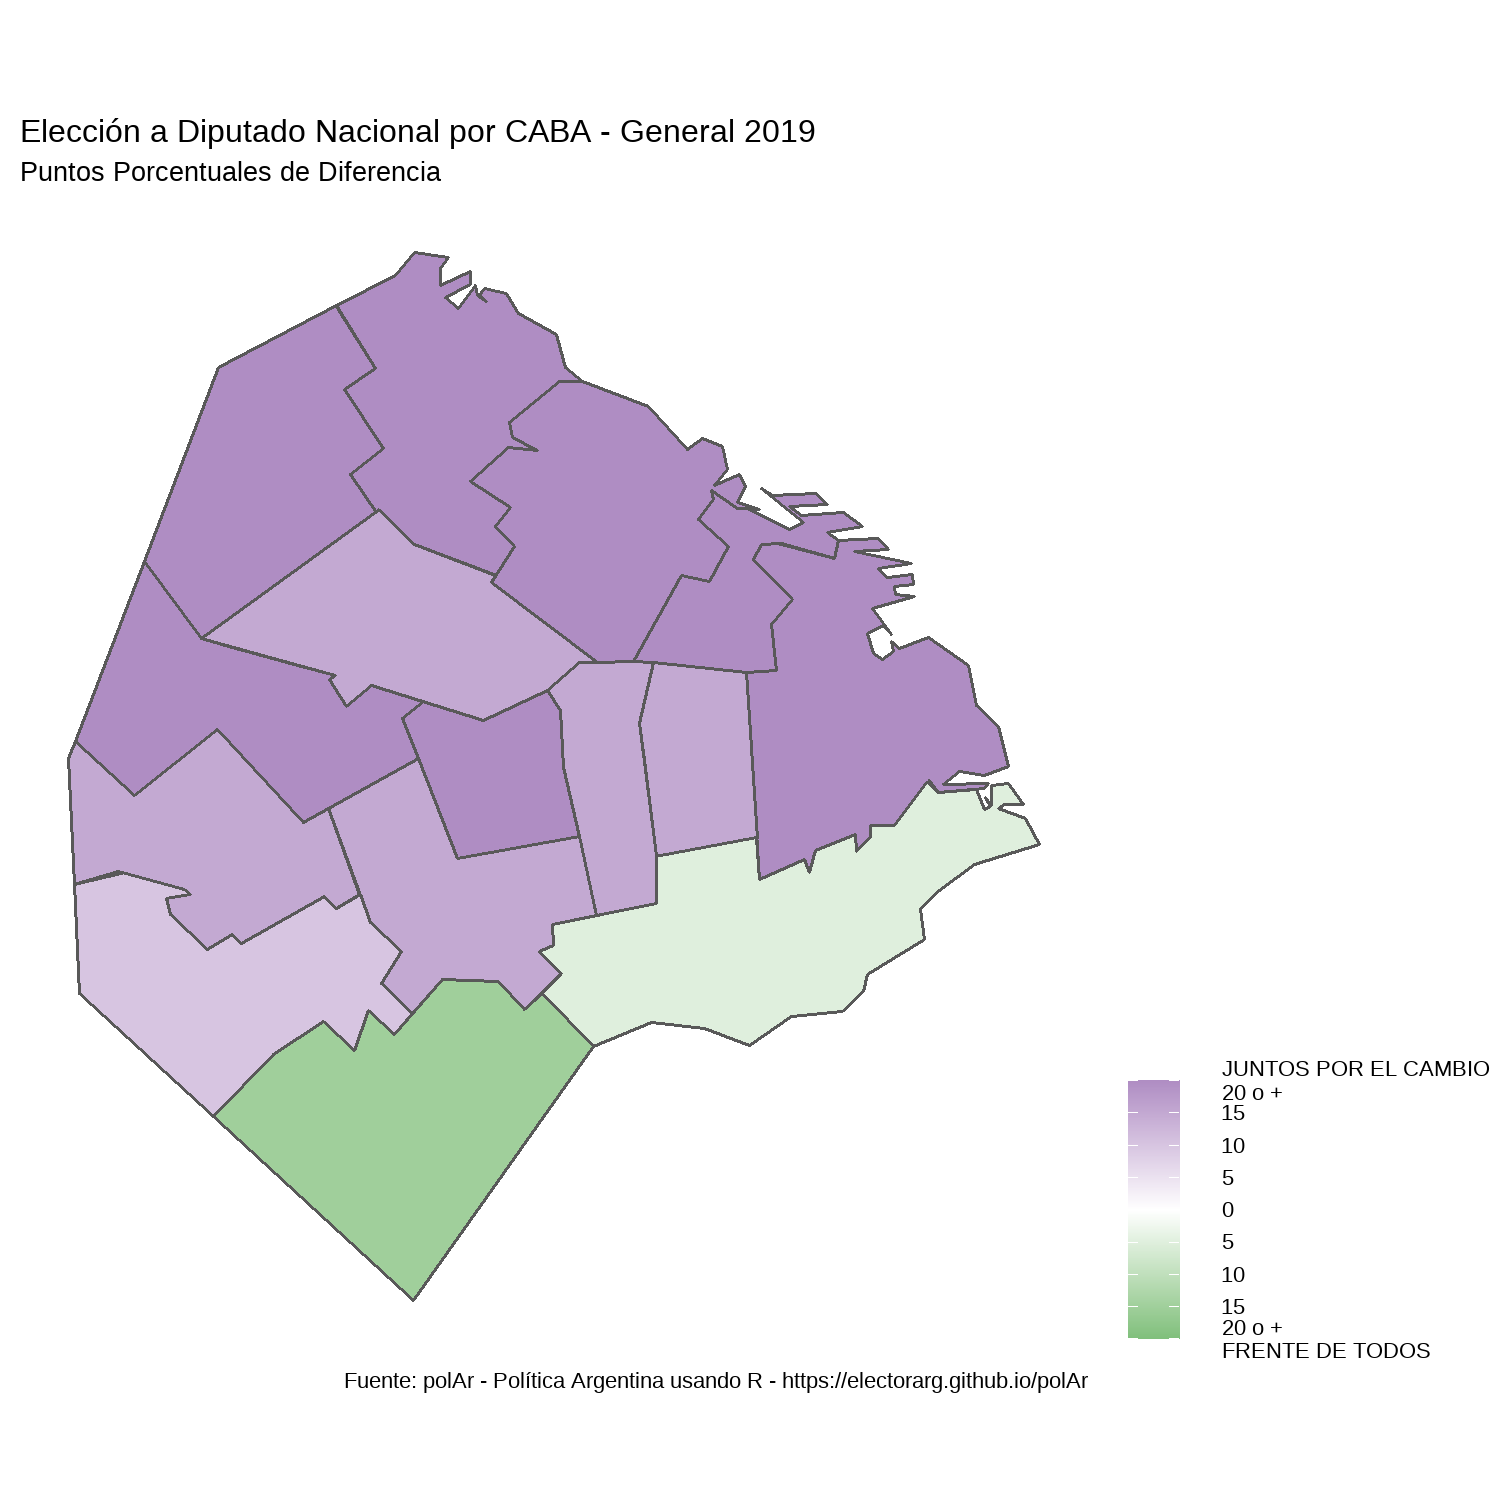 Elección a Diputado Nacional por CABA - General 2019
Puntos Porcentuales de Diferencia
JUNTOS POR EL CAMBIO
20 o +
15
10
5
0
5
10
15
20 o +
FRENTE DE TODOS
Fuente: polAr - Política Argentina usando R - https://electorarg.github.io/polAr